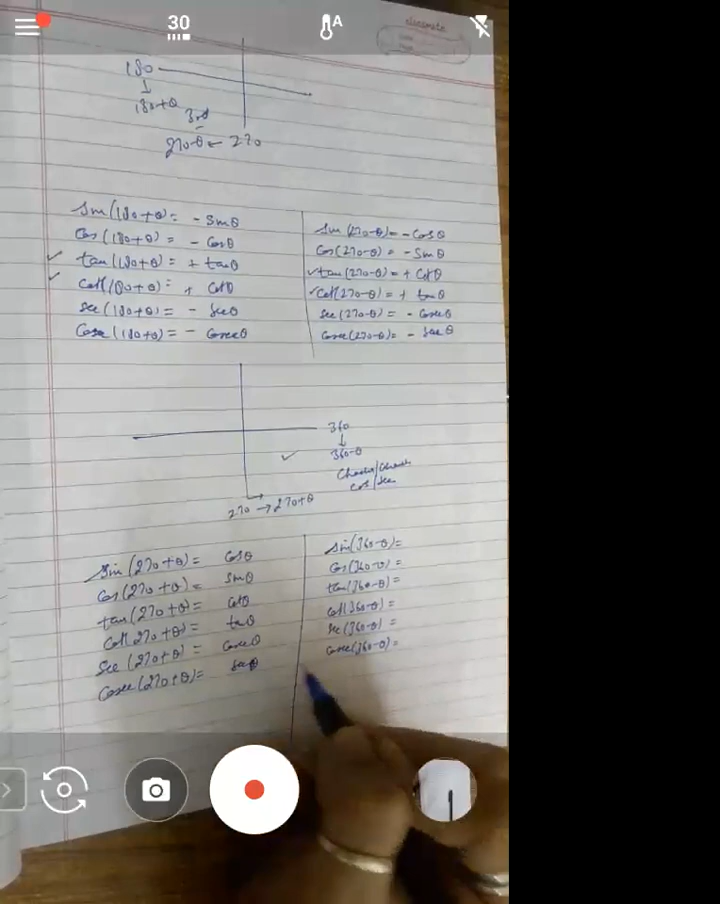 30
A
180
↓
180+θ
3rd
270-θ ← 270
Sin(180+θ) = - Sinθ
Cos(180+θ) = - Cosθ
✓ tan(180+θ) = + tanθ
✓ Cot(180+θ) = + Cotθ
Sec(180+θ) = - Secθ
Cosec(180+θ) = - Cosecθ
Sin(270-θ) = - Cosθ
Cos(270-θ) = - Sinθ
✓ tan(270-θ) = + Cotθ
✓ Cot(270-θ) = + tanθ
Sec(270-θ) = - Cosecθ
Cosec(270-θ) = - Secθ
360
↓
360-θ
✓
Cos/Sec
270 → 270+θ
Sin(270+θ) = Cosθ
Cos(270+θ) = Sinθ
tan(270+θ) = Cotθ
Cot(270+θ) = tanθ
Sec(270+θ) = Cosecθ
Cosec(270+θ) = Secθ
Sin(360-θ) =
Cos(360-θ) =
tan(360-θ) =
Cot(360-θ) =
Sec(360-θ) =
Cosec(360-θ) =